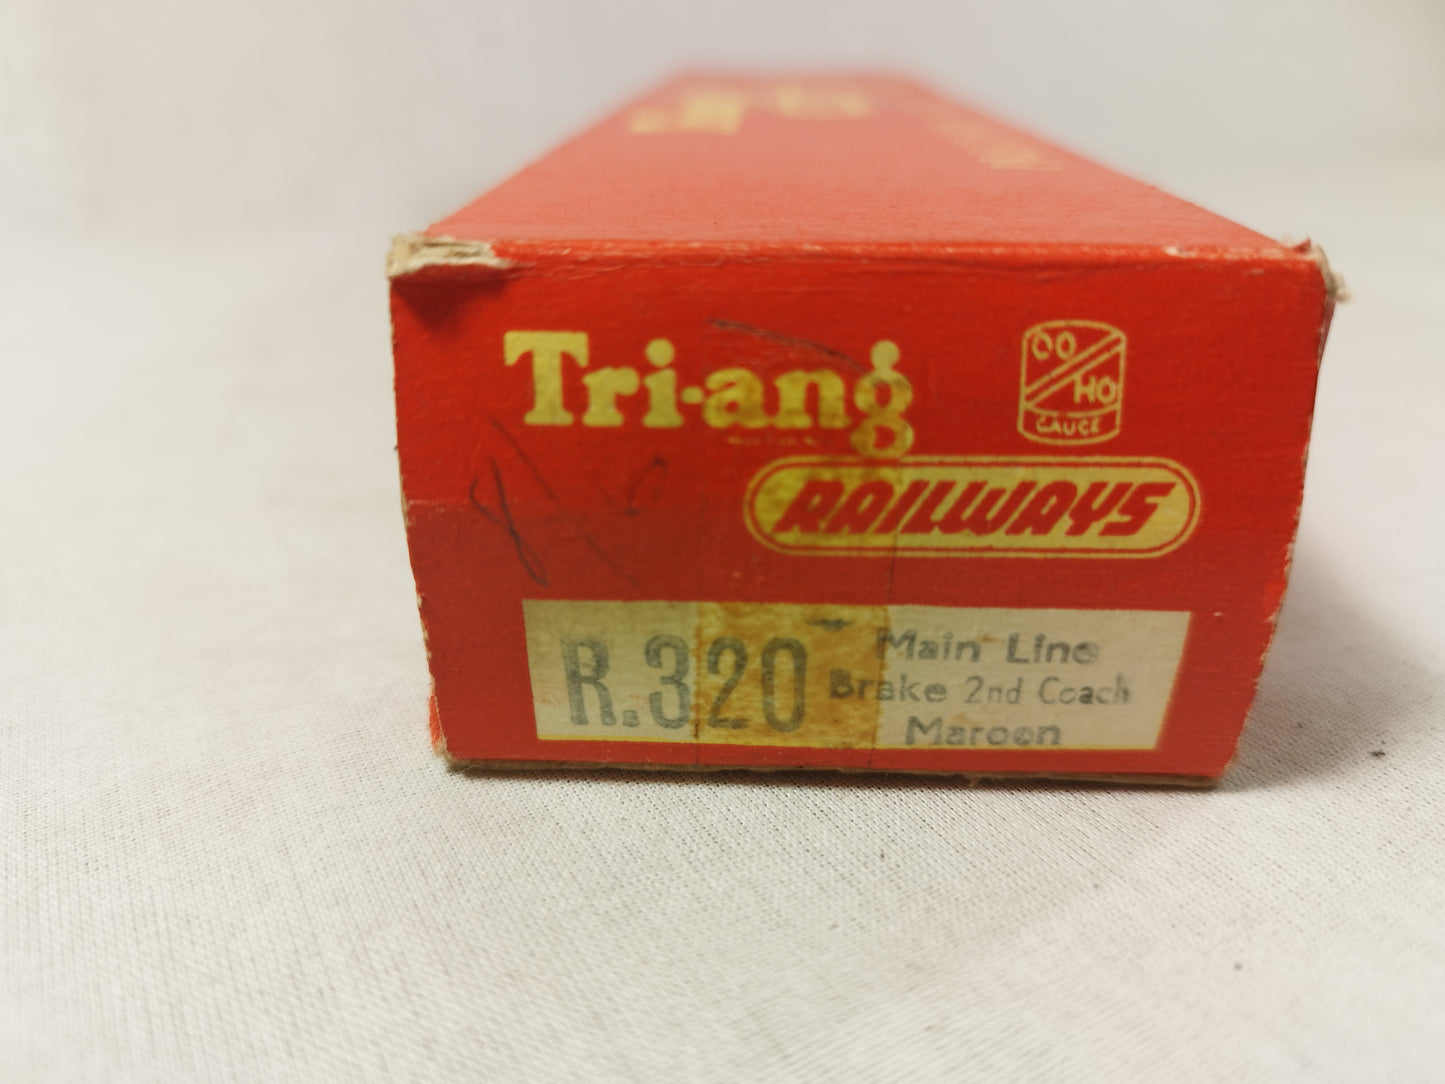 Tri-ang
OO
HO
GAUGE
RAILWAYS
R.320
Main Line
Brake 2nd Coach
Maroon